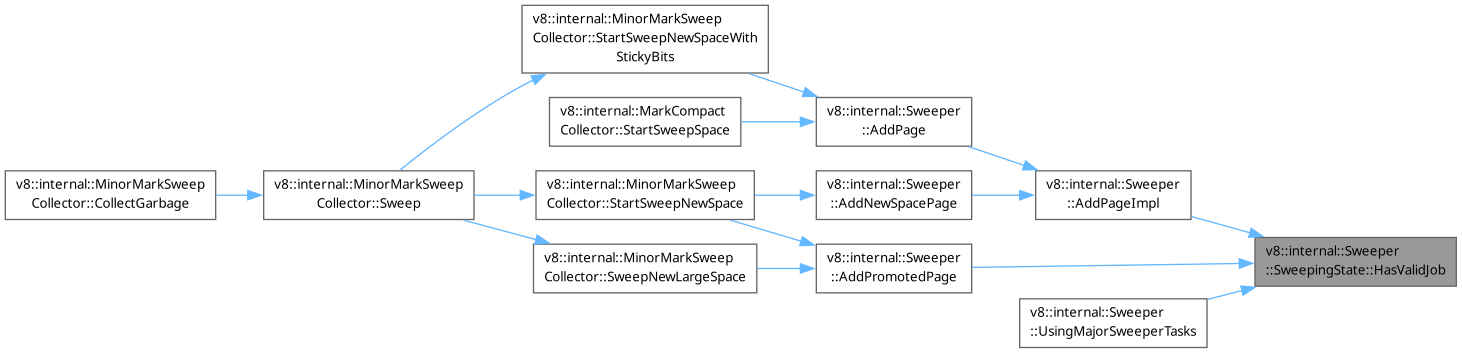 v8::internal::MinorMarkSweep
Collector::StartSweepNewSpaceWith
StickyBits
v8::internal::MarkCompact
Collector::StartSweepSpace
v8::internal::Sweeper
::AddPage
v8::internal::MinorMarkSweep
Collector::CollectGarbage
v8::internal::MinorMarkSweep
Collector::Sweep
v8::internal::MinorMarkSweep
Collector::StartSweepNewSpace
v8::internal::Sweeper
::AddNewSpacePage
v8::internal::Sweeper
::AddPageImpl
v8::internal::MinorMarkSweep
Collector::SweepNewLargeSpace
v8::internal::Sweeper
::AddPromotedPage
v8::internal::Sweeper
::SweepingState::HasValidJob
v8::internal::Sweeper
::UsingMajorSweeperTasks